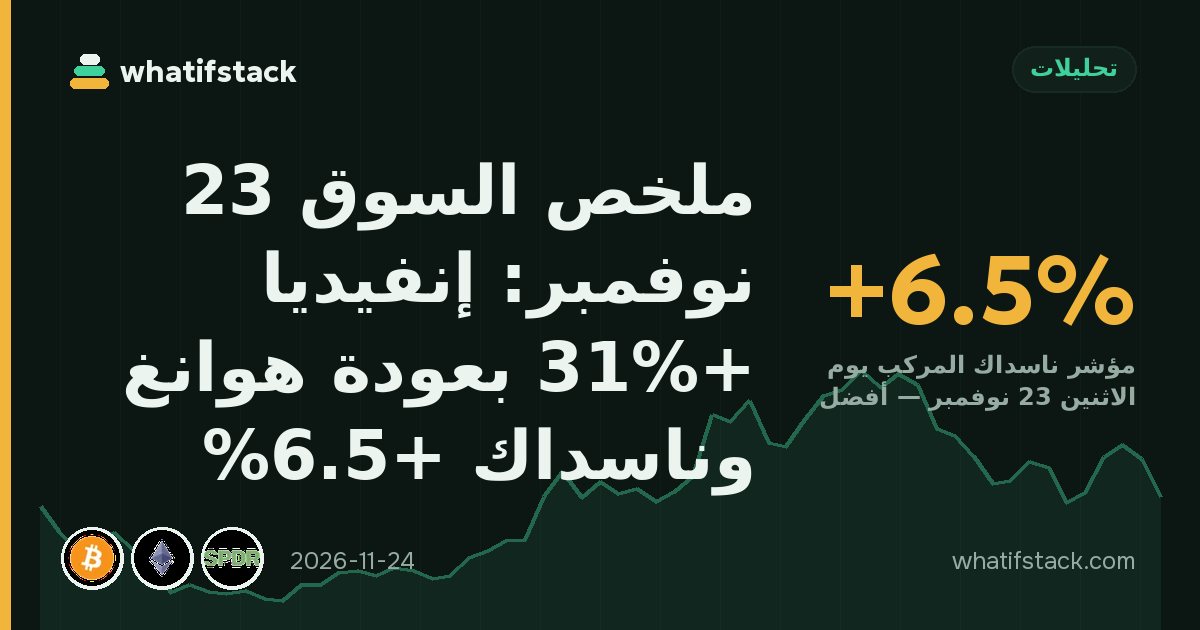 whatifstack
تحليلات
ملخص السوق 23
نوفمبر: إنفيديا
+31% بعودة هوانغ
وناسداك +6.5%
+6.5%
مؤشر ناسداك المركب يوم
الاثنين 23 نوفمبر — أفضل
SPDR
2026-11-24
whatifstack.com